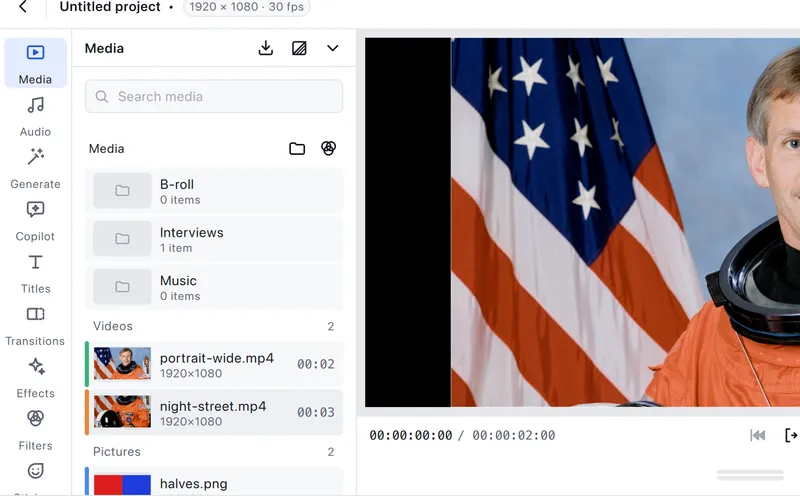 Untitled project • 1920 × 1080 · 30 fps
Media
Media
Audio
Generate
Copilot
Titles
Transitions
Effects
Filters
Search media
Media
B-roll
0 items
Interviews
1 item
Music
0 items
Videos 2
portrait-wide.mp4 00:02
1920×1080
night-street.mp4 00:03
1920×1080
Pictures 2
halves.png
00:00:00:00 / 00:00:02:00